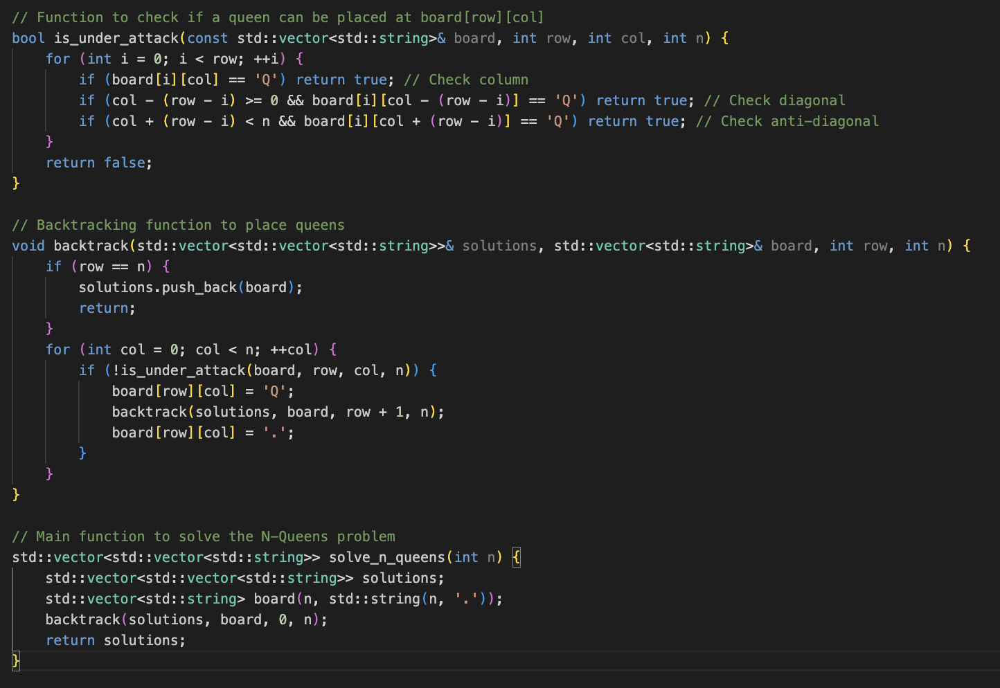 // Function to check if a queen can be placed at board[row][col]
bool is_under_attack(const std::vector<std::string>& board, int row, int col, int n) {
    for (int i = 0; i < row; ++i) {
        if (board[i][col] == 'Q') return true; // Check column
        if (col - (row - i) >= 0 && board[i][col - (row - i)] == 'Q') return true; // Check diagonal
        if (col + (row - i) < n && board[i][col + (row - i)] == 'Q') return true; // Check anti-diagonal
    }
    return false;
}

// Backtracking function to place queens
void backtrack(std::vector<std::vector<std::string>>& solutions, std::vector<std::string>& board, int row, int n) {
    if (row == n) {
        solutions.push_back(board);
        return;
    }
    for (int col = 0; col < n; ++col) {
        if (!is_under_attack(board, row, col, n)) {
            board[row][col] = 'Q';
            backtrack(solutions, board, row + 1, n);
            board[row][col] = '.';
        }
    }
}

// Main function to solve the N-Queens problem
std::vector<std::vector<std::string>> solve_n_queens(int n) {
    std::vector<std::vector<std::string>> solutions;
    std::vector<std::string> board(n, std::string(n, '.'));
    backtrack(solutions, board, 0, n);
    return solutions;
}